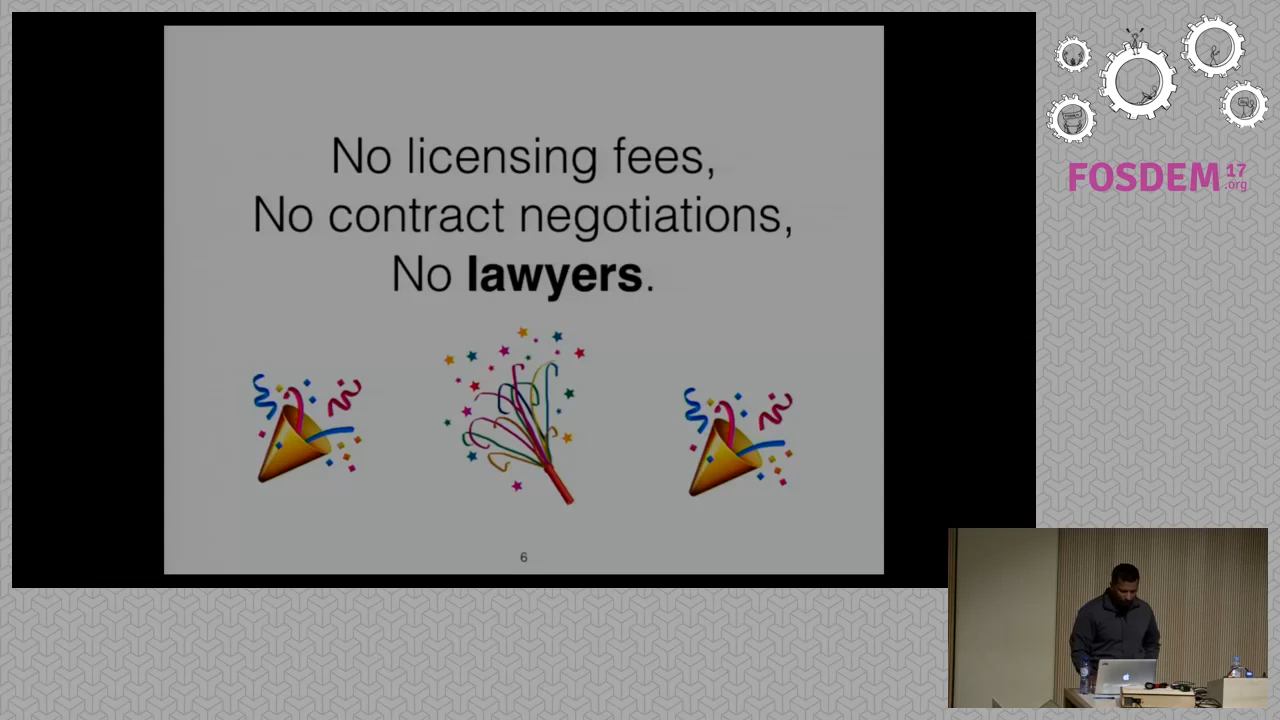 No licensing fees,
No contract negotiations,
No lawyers.
6
FOSDEM 17
.org